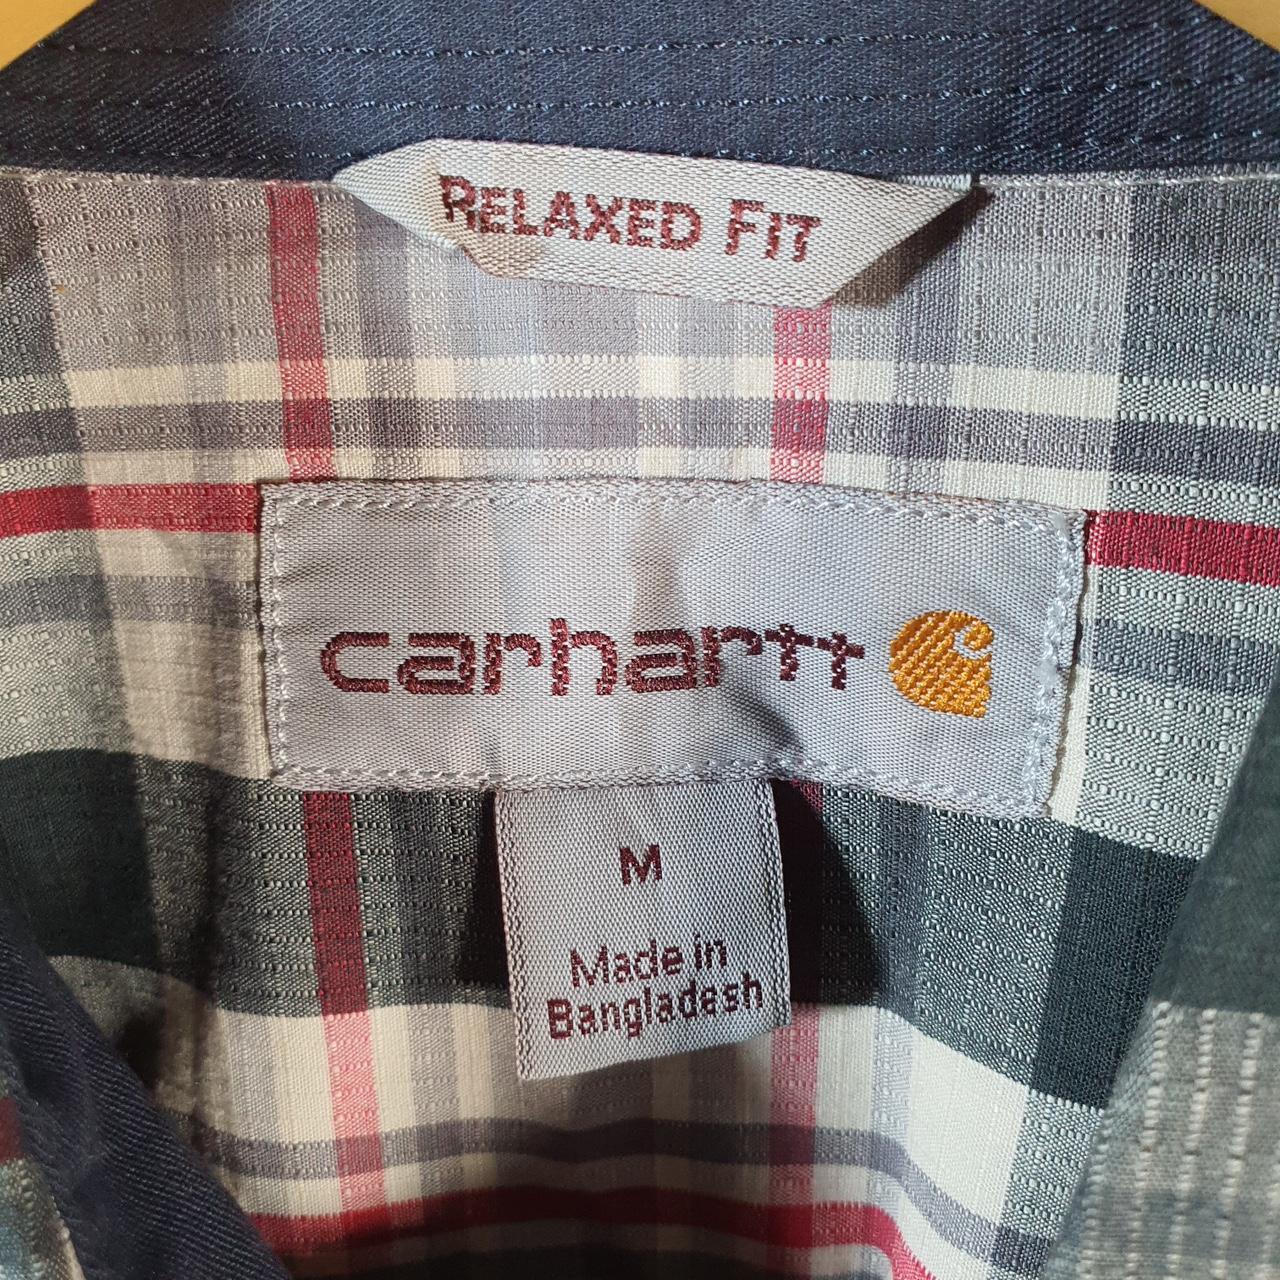 RELAXED FIT
carhartt
M
Made in
Bangladesh